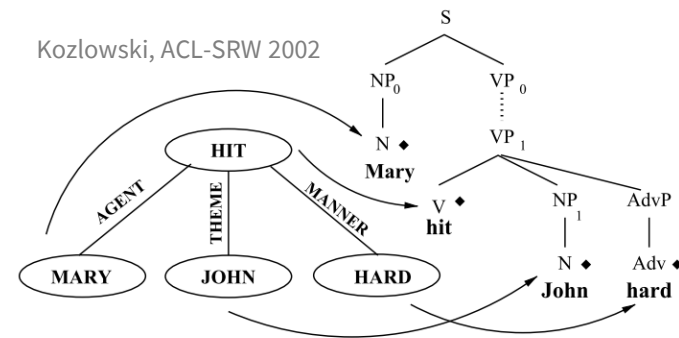 Kozlowski, ACL-SRW 2002
S
NP0 VP0
VP1
N
Mary
HIT
AGENT THEME MANNER
V
hit
NP1 AdvP
MARY JOHN HARD
N Adv
John hard